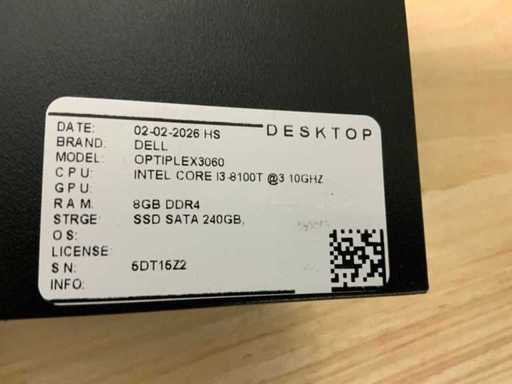 DESKTOP
DATE: 02-02-2026 HS
BRAND: DELL
MODEL: OPTIPLEX3060
CPU: INTEL CORE I3-8100T @3 10GHZ
GPU:
RAM: 8GB DDR4
STRGE: SSD SATA 240GB,
OS:
LICENSE:
SN: 6DT15Z2
INFO: